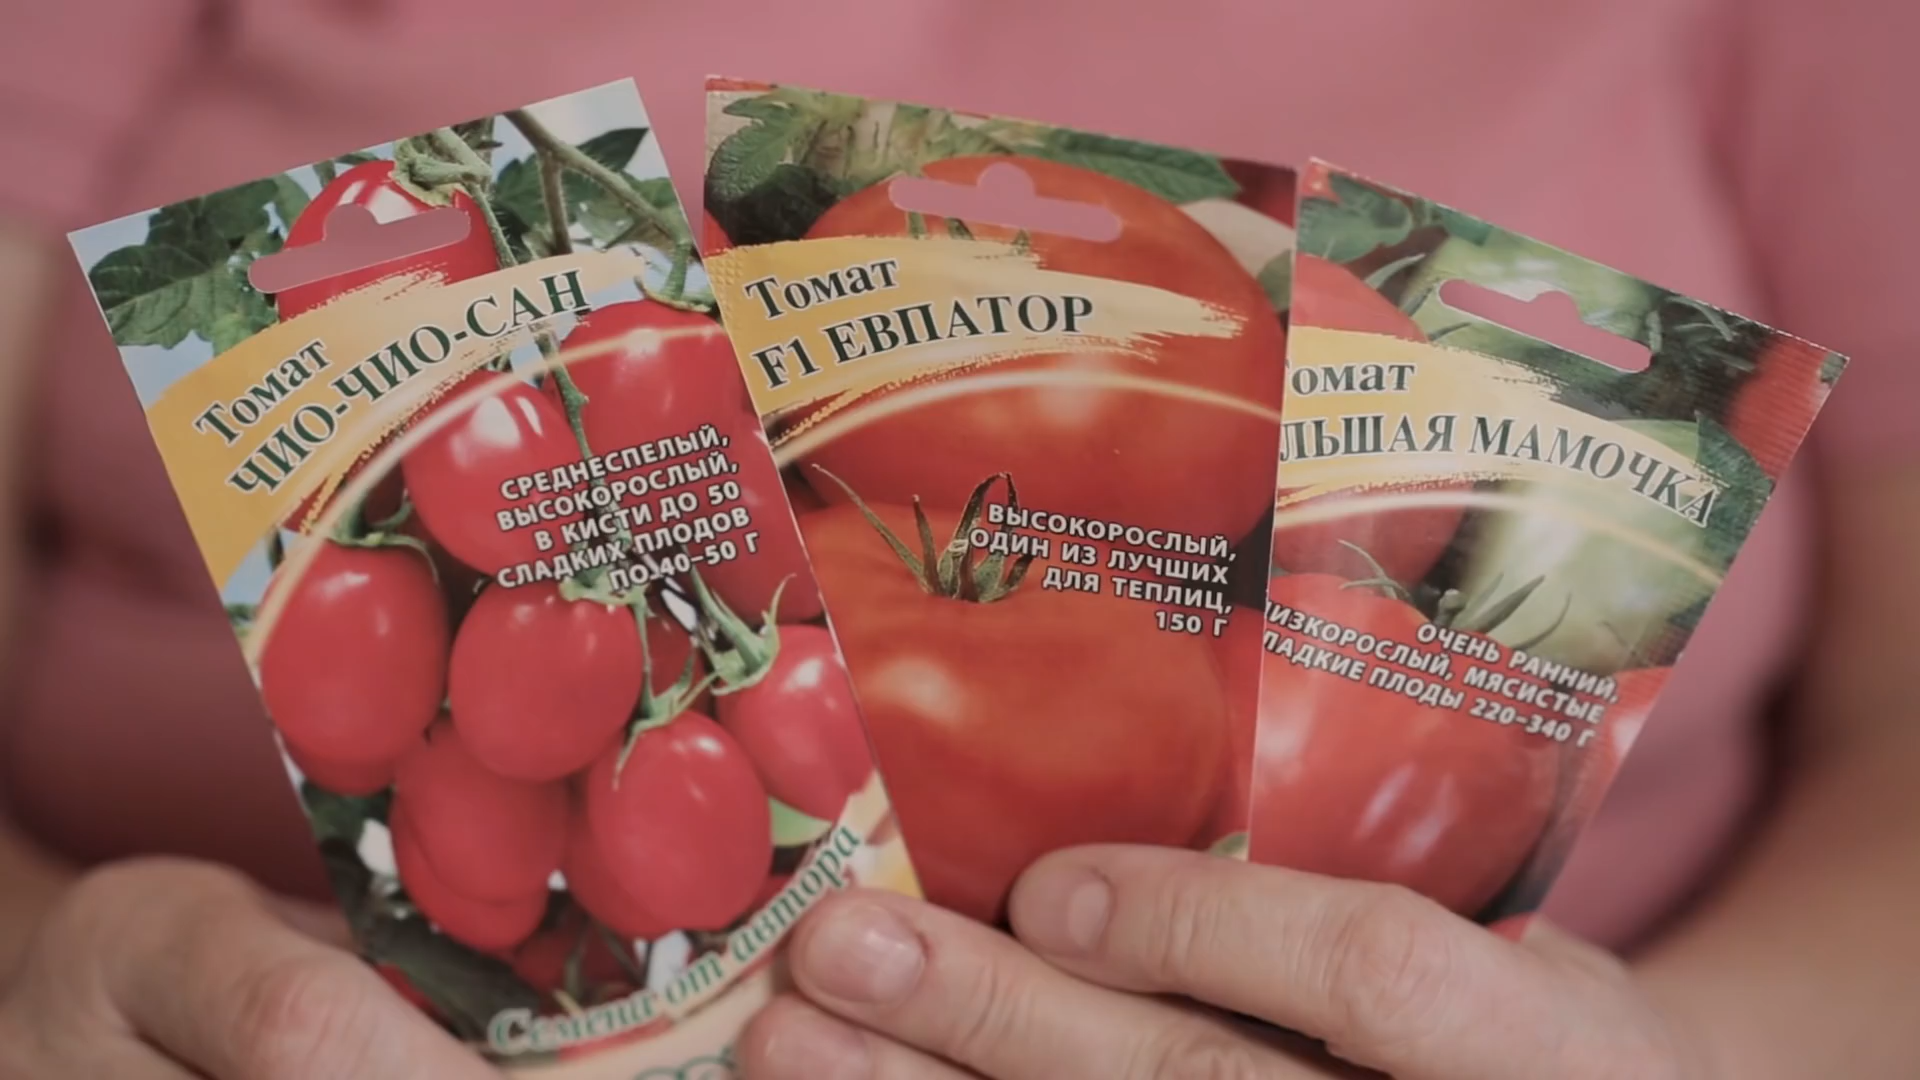 Томат
ЧИО-ЧИО-САН
СРЕДНЕСПЕЛЫЙ,
ВЫСОКОРОСЛЫЙ,
В КИСТИ ДО 50
СЛАДКИХ ПЛОДОВ
ПО 40-50 Г
Семена от автора
Томат
F1 ЕВПАТОР
ВЫСОКОРОСЛЫЙ,
ОДИН ИЗ ЛУЧШИХ
ДЛЯ ТЕПЛИЦ,
150 Г
омат
ЛЬШАЯ МАМОЧКА
ОЧЕНЬ РАННИЙ,
ИЗКОРОСЛЫЙ, МЯСИСТЫЕ
ЛАДКИЕ ПЛОДЫ 220-340 Г